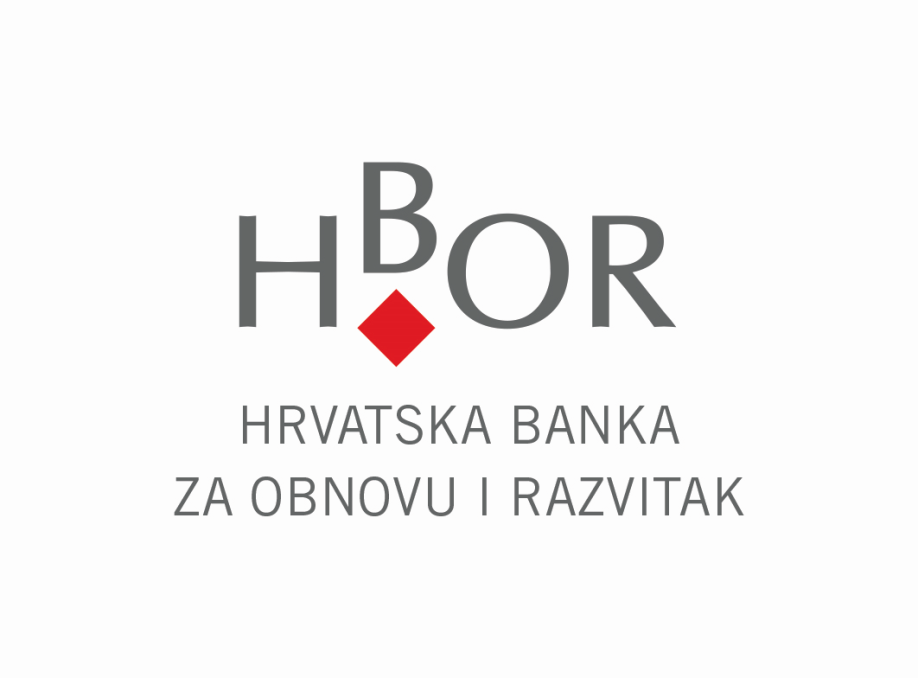 HBOR
HRVATSKA BANKA
ZA OBNOVU I RAZVITAK